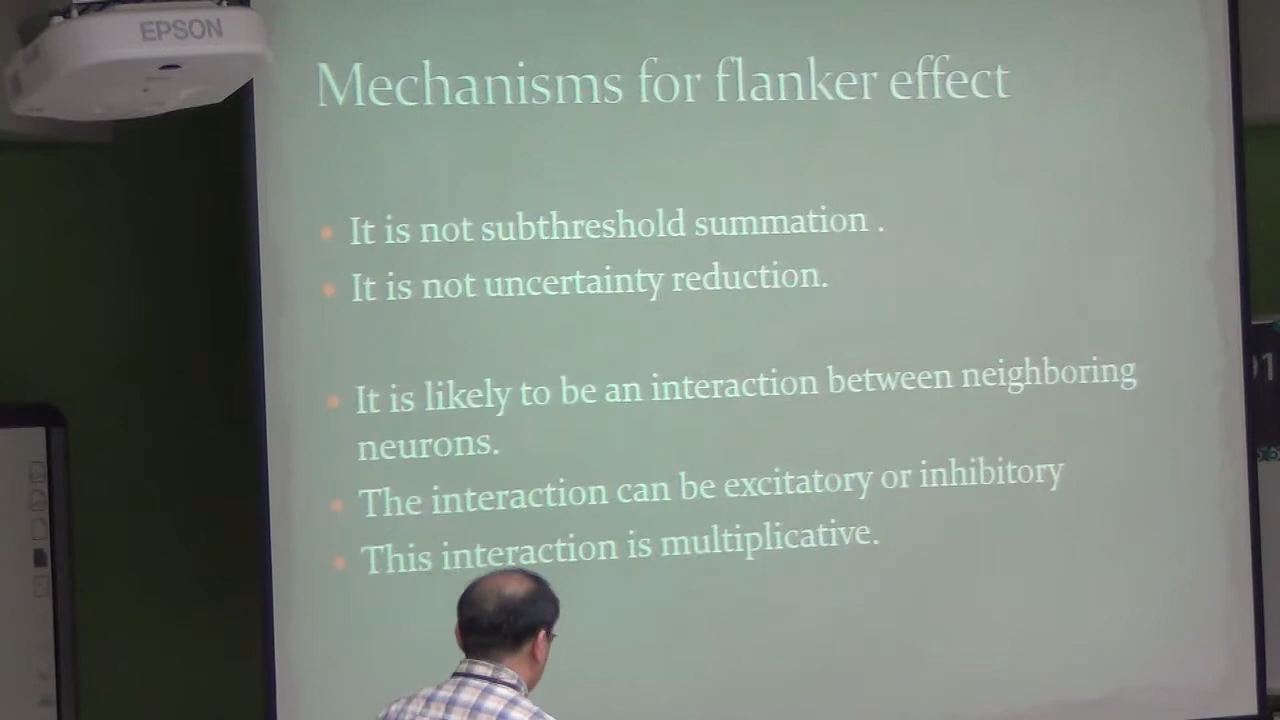 EPSON
Mechanisms for flanker effect
It is not subthreshold summation .
It is not uncertainty reduction.
It is likely to be an interaction between neighboring
neurons.
The interaction can be excitatory or inhibitory
This interaction is multiplicative.